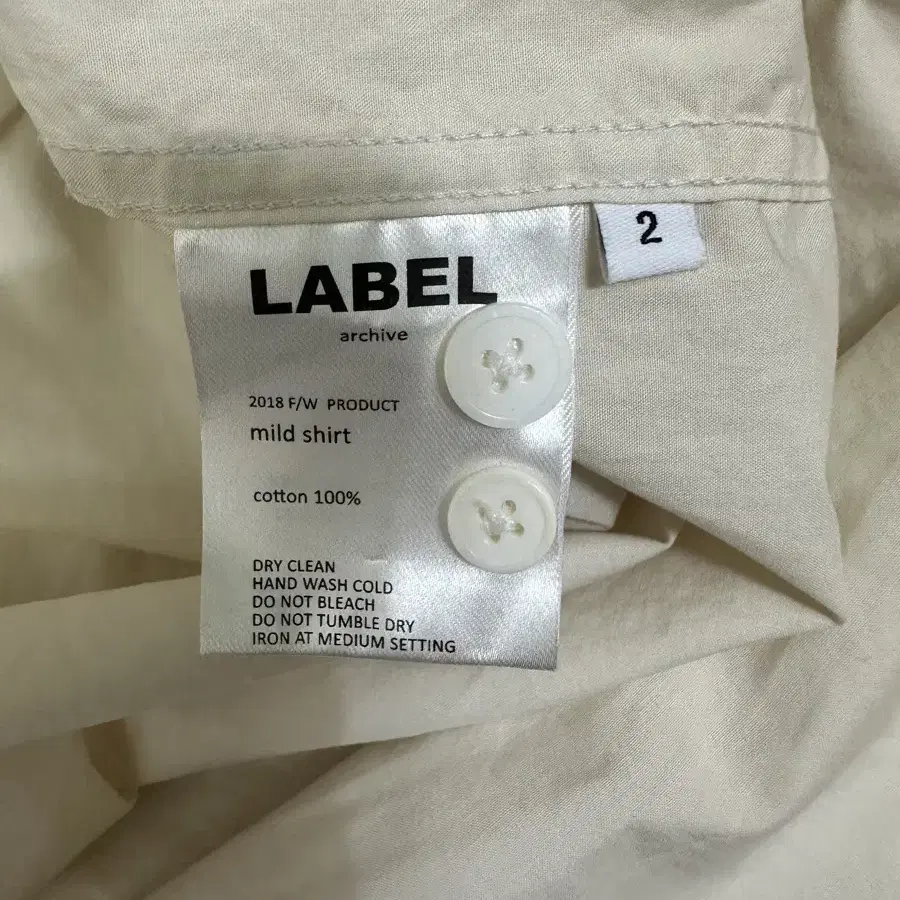 LABEL
archive
2
2018 F/W PRODUCT
mild shirt
cotton 100%
DRY CLEAN
HAND WASH COLD
DO NOT BLEACH
DO NOT TUMBLE DRY
IRON AT MEDIUM SETTING